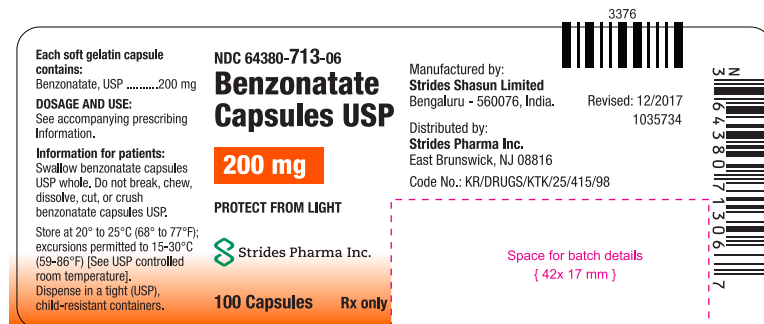 Each soft gelatin capsule
contains:
Benzonatate, USP ..........200 mg
DOSAGE AND USE:
See accompanying prescribing
Information.
Information for patients:
Swallow benzonatate capsules
USP whole. Do not break, chew,
dissolve, cut, or crush
benzonatate capsules USP.
Store at 20° to 25°C (68° to 77°F);
excursions permitted to 15-30°C
(59-86°F) [See USP controlled
room temperature].
Dispense in a tight (USP),
child-resistant containers.
NDC 64380-713-06
Benzonatate
Capsules USP
200 mg
PROTECT FROM LIGHT
Strides Pharma Inc.
100 Capsules Rx only
Manufactured by:
Strides Shasun Limited
Bengaluru - 560076, India.
Distributed by:
Strides Pharma Inc.
East Brunswick, NJ 08816
Code No.: KR/DRUGS/KTK/25/415/98
3376
Revised: 12/2017
1035734
Space for batch details
{ 42x 17 mm }
N
3 64380 71306 7